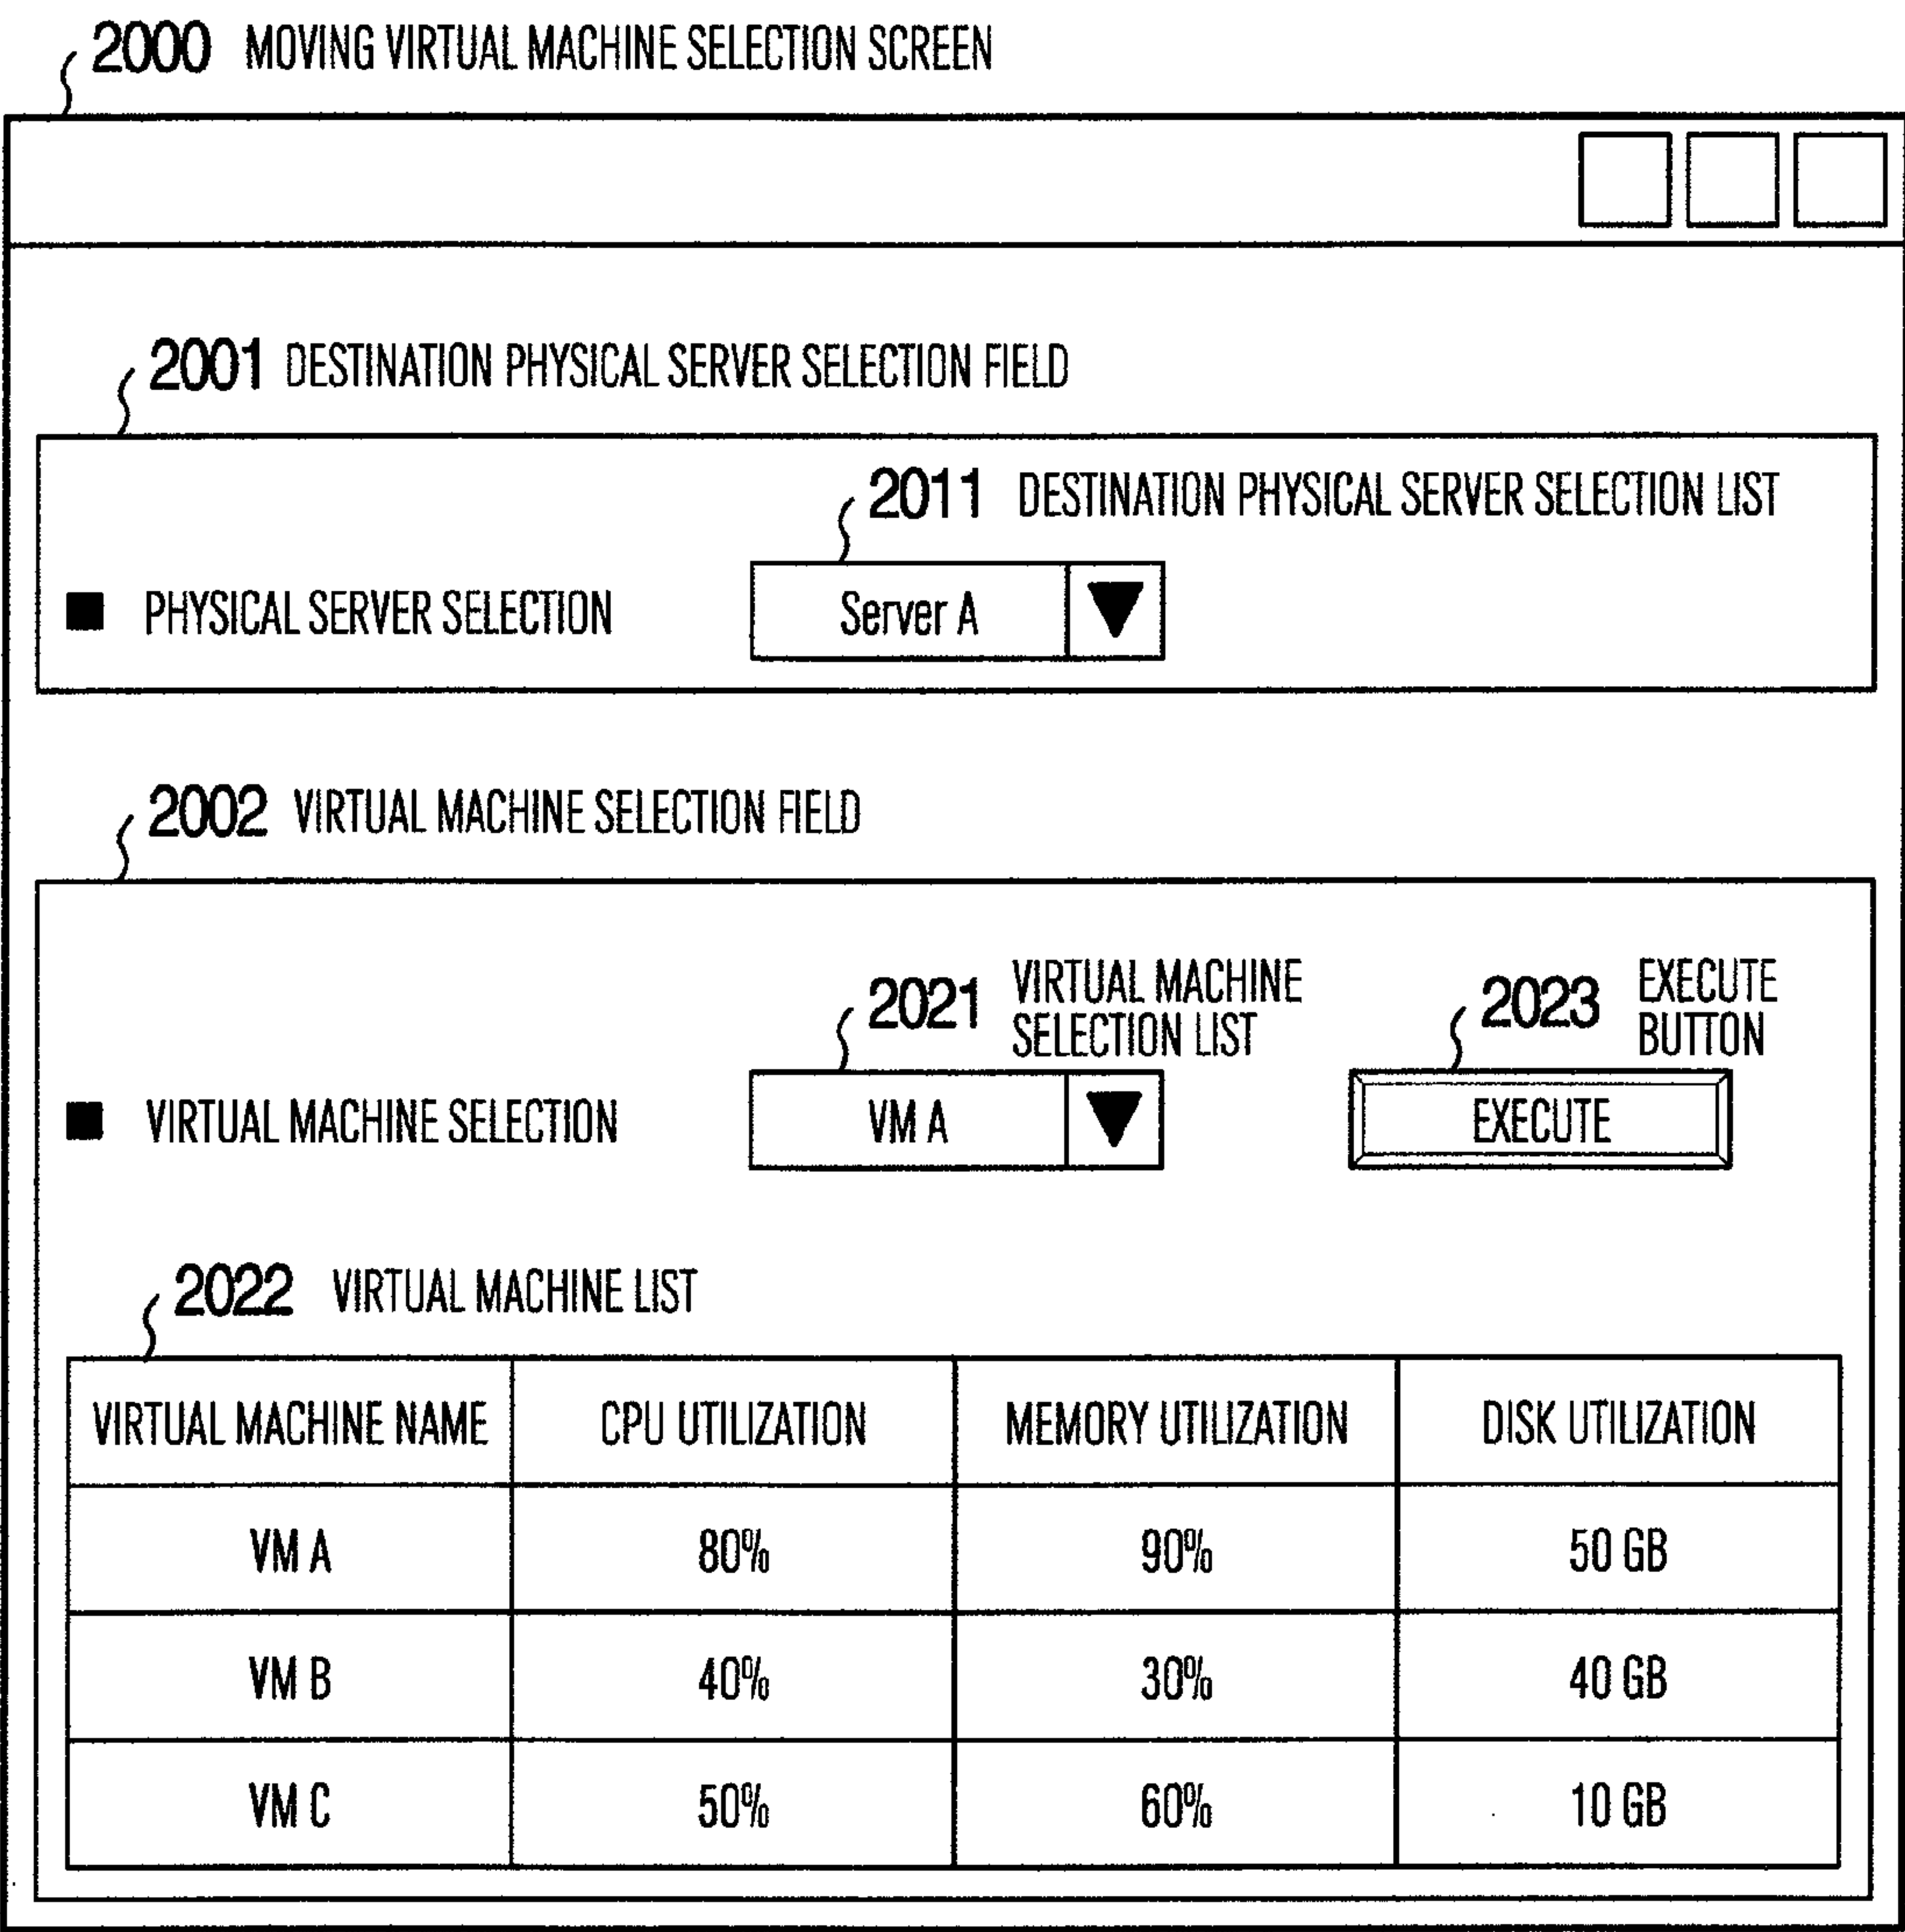 2000 MOVING VIRTUAL MACHINE SELECTION SCREEN
2001 DESTINATION PHYSICAL SERVER SELECTION FIELD
2011 DESTINATION PHYSICAL SERVER SELECTION LIST
PHYSICAL SERVER SELECTION Server A
2002 VIRTUAL MACHINE SELECTION FIELD
2021 VIRTUAL MACHINE
SELECTION LIST
2023 EXECUTE
BUTTON
VIRTUAL MACHINE SELECTION VM A EXECUTE
2022 VIRTUAL MACHINE LIST
VIRTUAL MACHINE NAME CPU UTILIZATION MEMORY UTILIZATION DISK UTILIZATION
VM A 80% 90% 50 GB
VM B 40% 30% 40 GB
VM C 50% 60% 10 GB